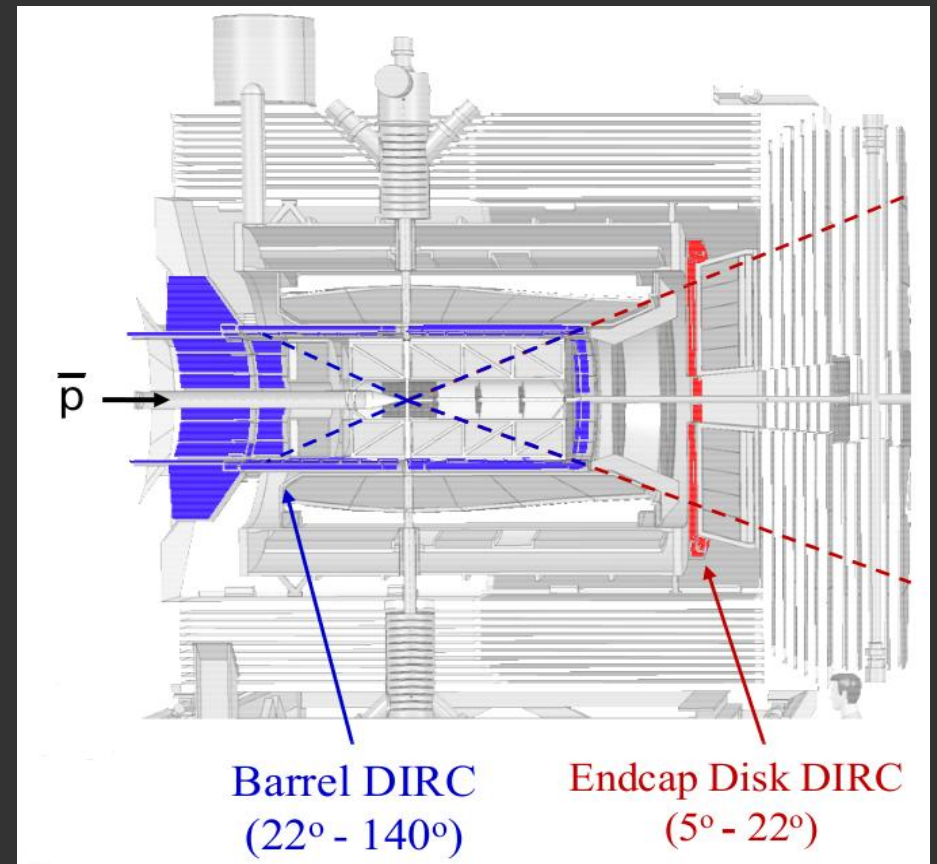 p̅
Barrel DIRC
(22° - 140°)
Endcap Disk DIRC
(5° - 22°)